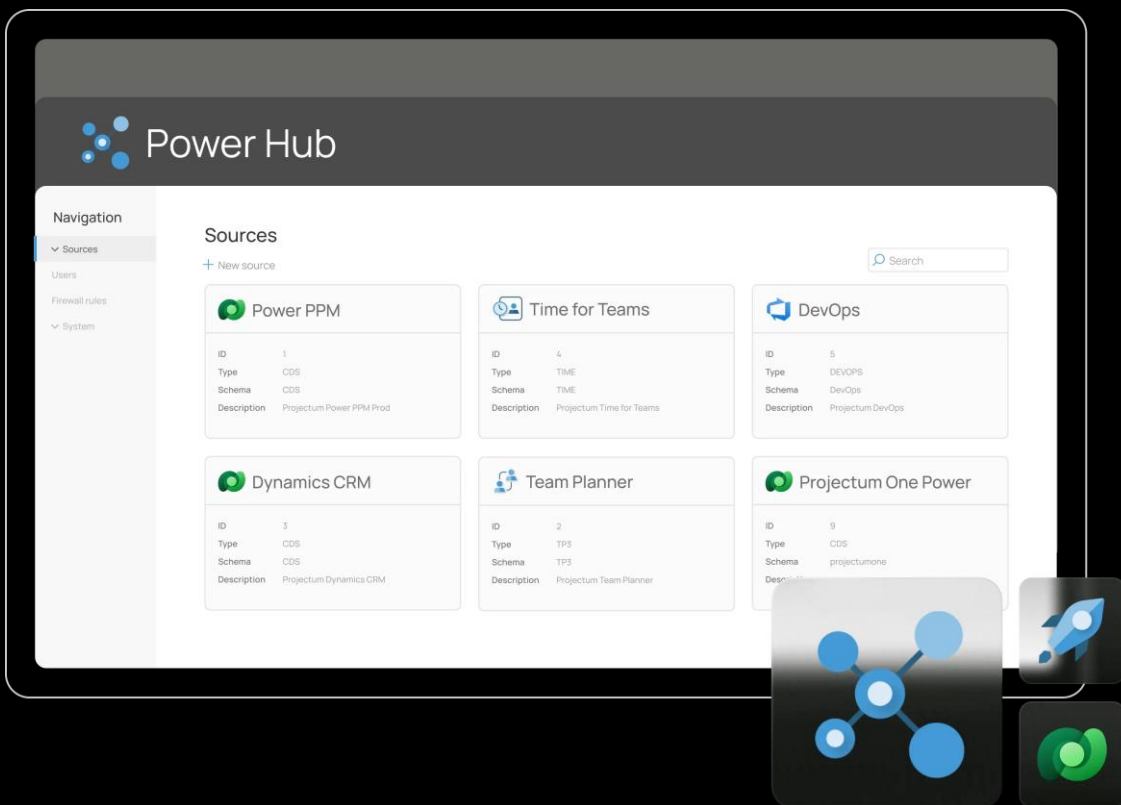 Power Hub
Navigation
Sources
Users
Firewall rules
System
Sources
New source
Search
Power PPM
ID 1
Type CDS
Schema CDS
Description Projectum Power PPM Prod
Time for Teams
ID 4
Type TIME
Schema TIME
Description Projectum Time for Teams
DevOps
ID 5
Type DEVOPS
Schema DevOps
Description Projectum DevOps
Dynamics CRM
ID 3
Type CDS
Schema CDS
Description Projectum Dynamics CRM
Team Planner
ID 2
Type TP3
Schema TP3
Description Projectum Team Planner
Projectum One Power
ID 9
Type CDS
Schema projectumone